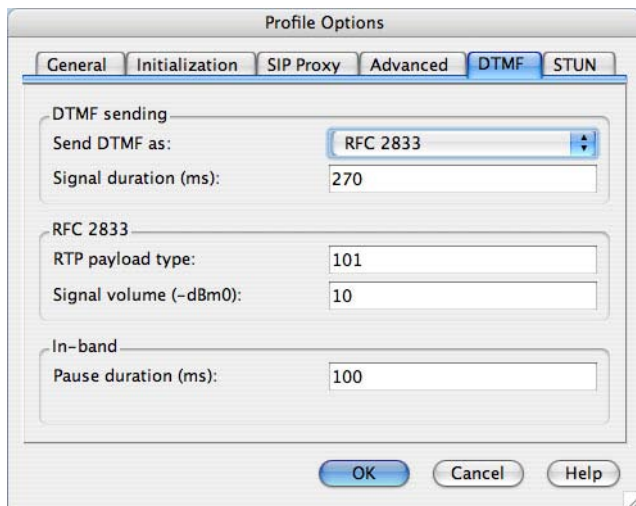 Profile Options
General Initialization SIP Proxy Advanced DTMF STUN
DTMF sending
Send DTMF as: RFC 2833
Signal duration (ms): 270
RFC 2833
RTP payload type: 101
Signal volume (-dBm0): 10
In-band
Pause duration (ms): 100
OK Cancel Help